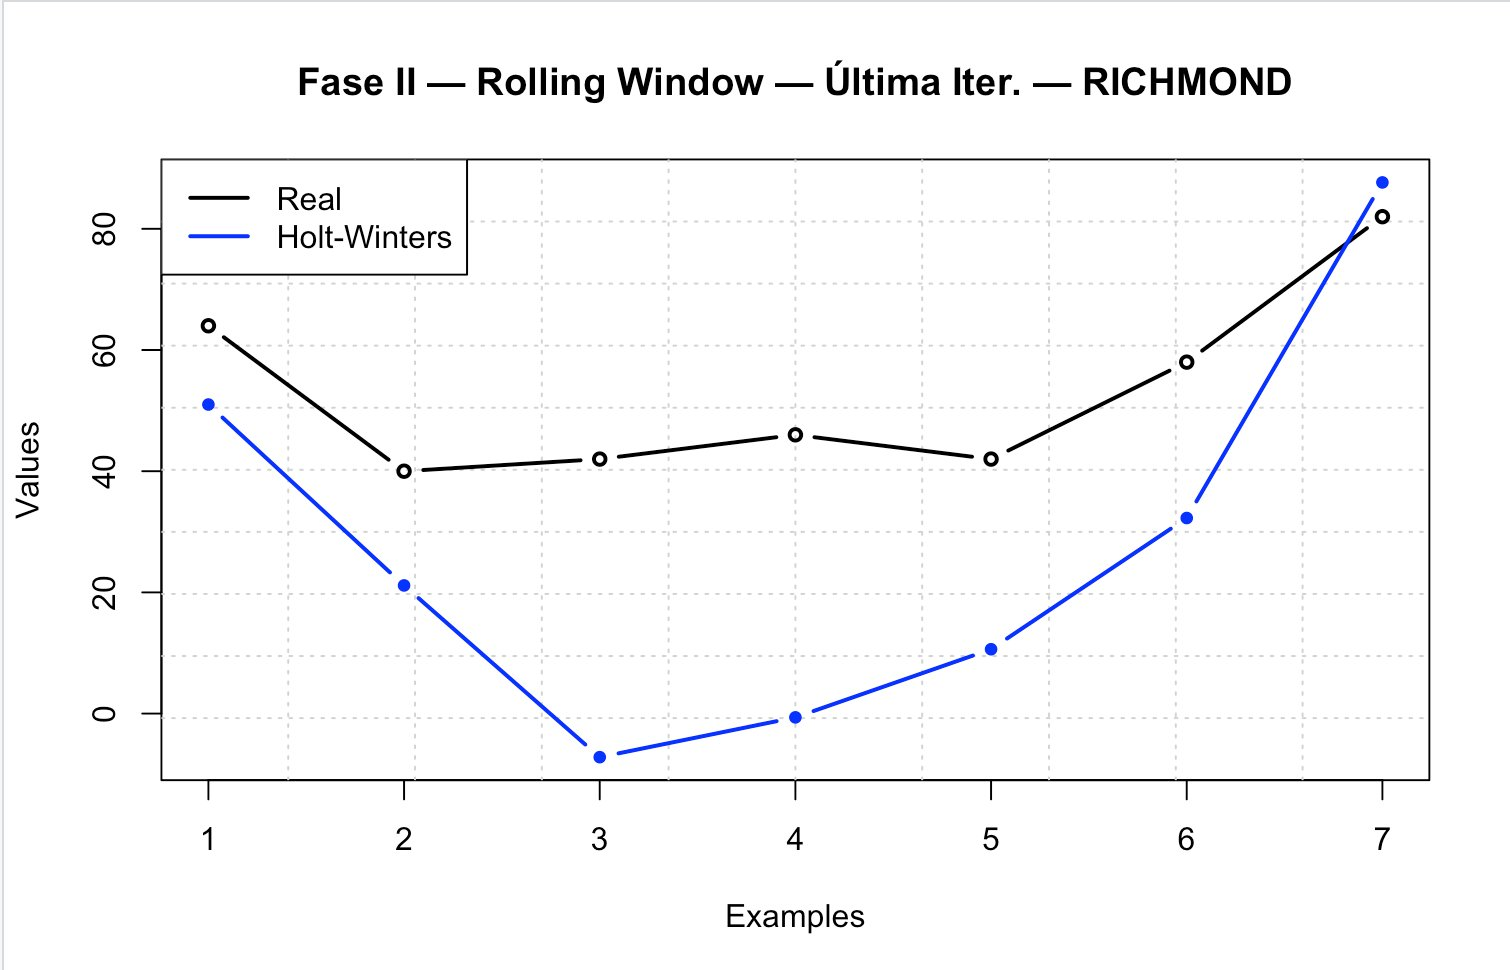 Fase II — Rolling Window — Última Iter. — RICHMOND
Real
Holt-Winters
Values
80
60
40
20
0
1 2 3 4 5 6 7
Examples